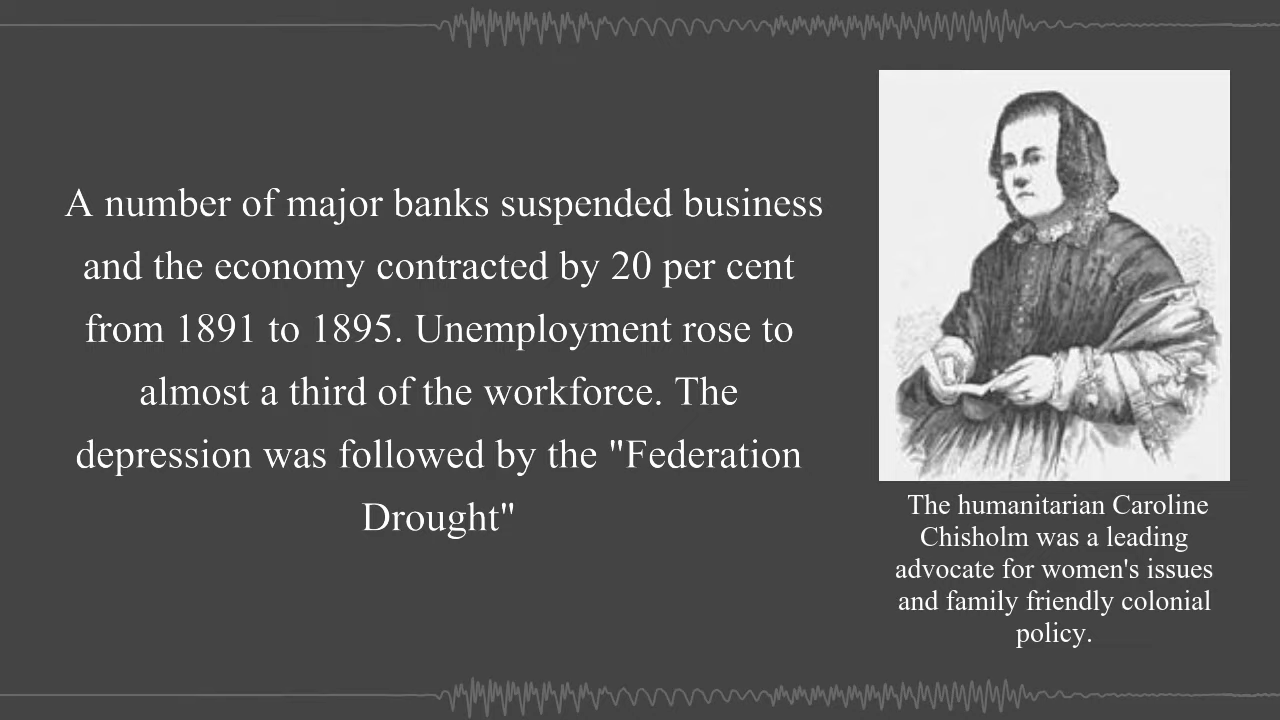 A number of major banks suspended business
and the economy contracted by 20 per cent
from 1891 to 1895. Unemployment rose to
almost a third of the workforce. The
depression was followed by the "Federation
Drought"
The humanitarian Caroline
Chisholm was a leading
advocate for women's issues
and family friendly colonial
policy.